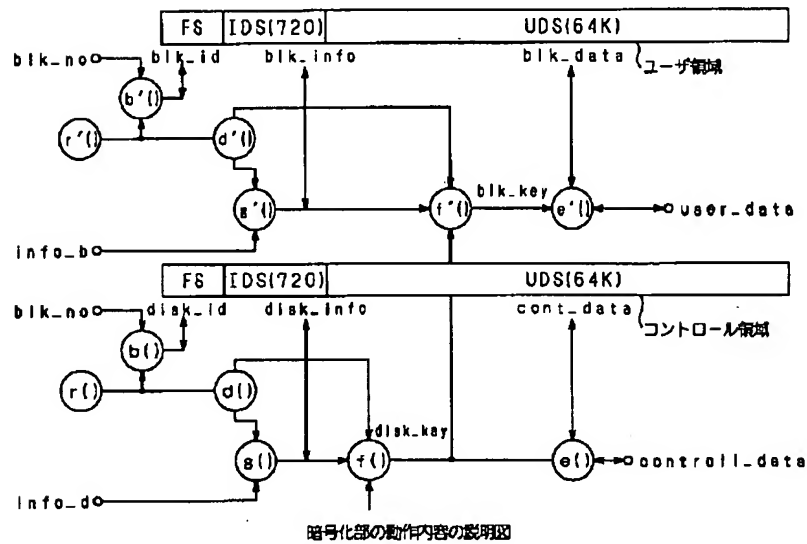 FS IDS(720) UDS(64K)
blk_no blk_id blk_info blk_data ユーザ領域
b'()
r'() d'()
blk_key
g'() f'() e'() user_data
info_b
FS IDS(720) UDS(64K)
blk_no disk_id disk_info cont_data コントロール領域
b()
r() d()
disk_key
g() f() e() controll_data
info_d
暗号化部の動作内容の説明図